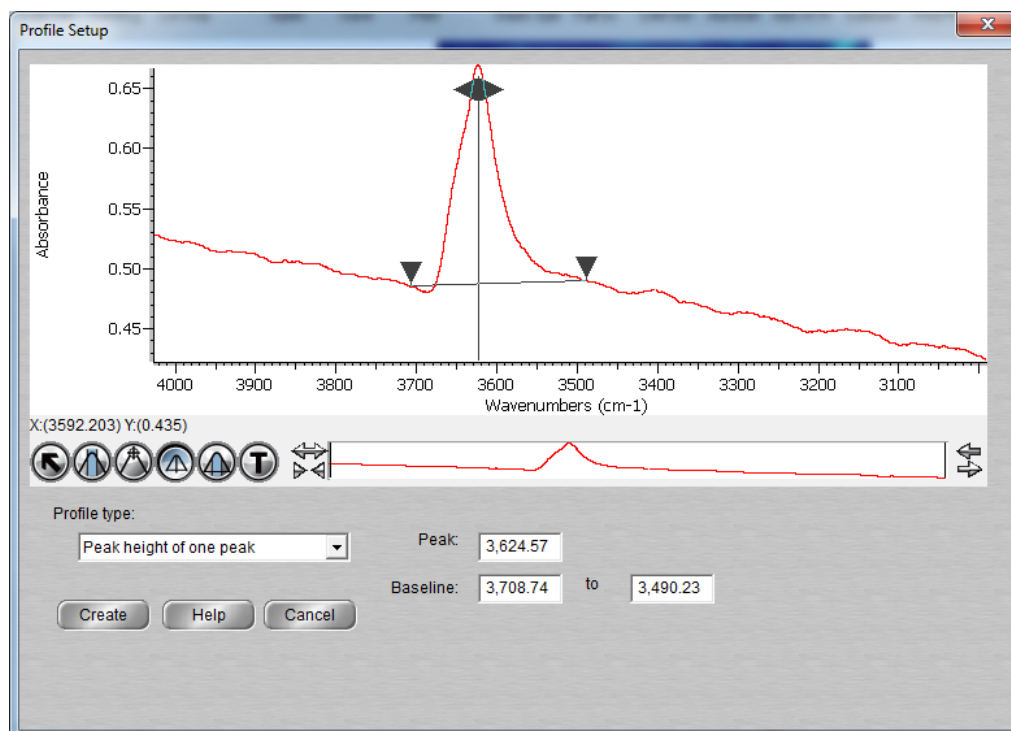 Profile Setup
0.65
0.60
0.55
0.50
0.45
Absorbance
4000 3900 3800 3700 3600 3500 3400 3300 3200 3100
Wavenumbers (cm-1)
X:(3592.203) Y:(0.435)
T
Profile type:
Peak height of one peak
Peak: 3,624.57
Baseline: 3,708.74 to 3,490.23
Create Help Cancel